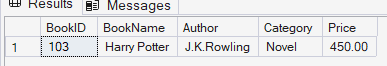 Results Messages
BookID BookName Author Category Price
1 103 Harry Potter J.K.Rowling Novel 450.00